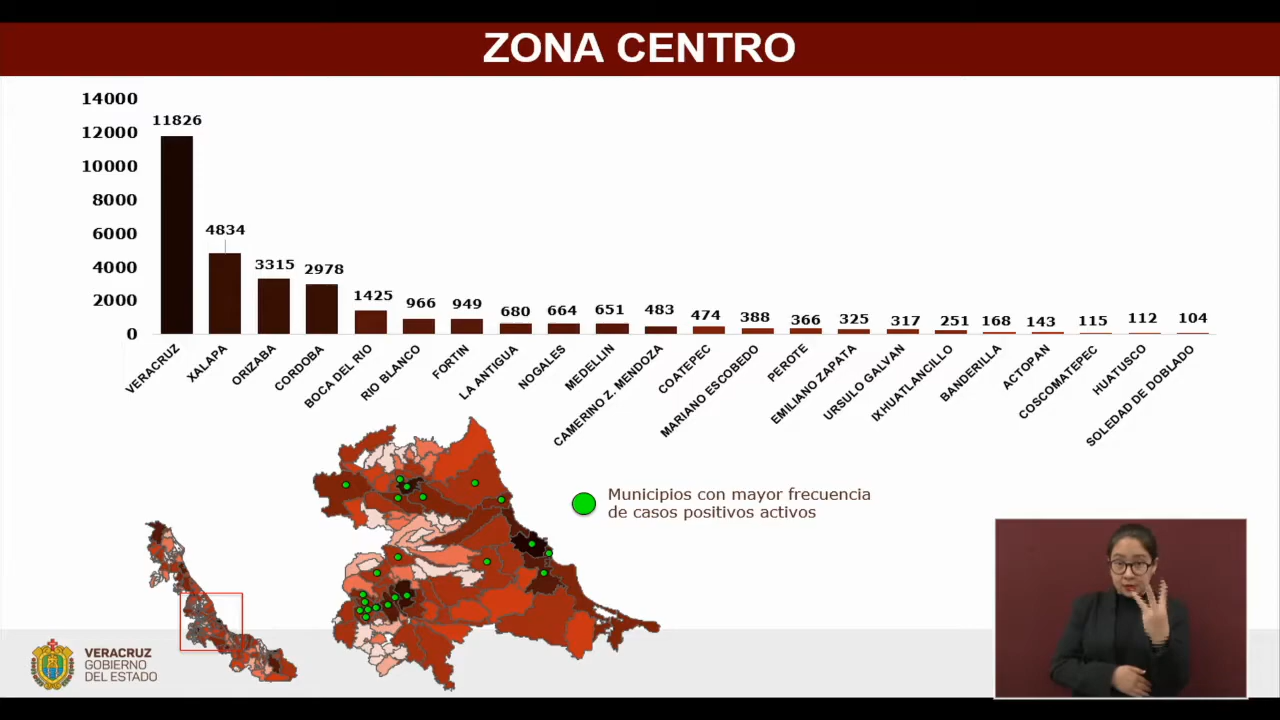 ZONA CENTRO
14000
12000
10000
8000
6000
4000
2000
0
11826
4834
3315
2978
1425
966
949
680
664
651
483
474
388
366
325
317
251
168
143
115
112
104
VERACRUZ
XALAPA
ORIZABA
CORDOBA
BOCA DEL RIO
RIO BLANCO
FORTIN
LA ANTIGUA
NOGALES
MEDELLIN
CAMERINO Z. MENDOZA
COATEPEC
MARIANO ESCOBEDO
PEROTE
EMILIANO ZAPATA
URSULO GALVAN
IXHUATLANCILLO
BANDERILLA
ACTOPAN
COSCOMATEPEC
HUATUSCO
SOLEDAD DE DOBLADO
Municipios con mayor frecuencia
de casos positivos activos
VERACRUZ
GOBIERNO
DEL ESTADO